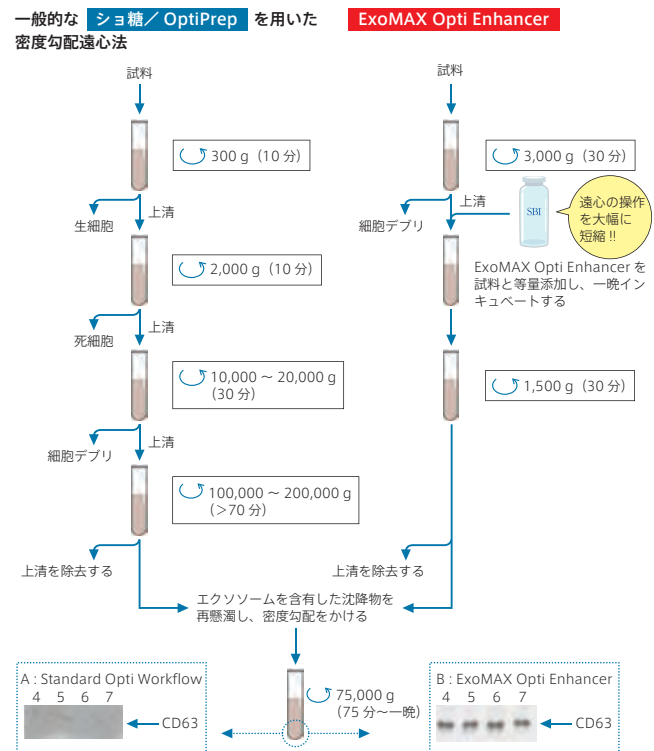 一般的な ショ糖／OptiPrep を用いた
密度勾配遠心法
試料
300 g（10 分）
生細胞
上清
2,000 g（10 分）
死細胞
上清
10,000 ～ 20,000 g
（30 分）
細胞デブリ
上清
100,000 ～ 200,000 g
（＞70 分）
上清を除去する
ExoMAX Opti Enhancer
試料
3,000 g（30 分）
上清
細胞デブリ
SBI
遠心の操作
を大幅に
短縮 !!
ExoMAX Opti Enhancer を
試料と等量添加し、一晩イン
キュベートする
1,500 g（30 分）
上清を除去する
エクソソームを含有した沈降物を
再懸濁し、密度勾配をかける
75,000 g
（75 分～一晩）
A : Standard Opti Workflow
4 5 6 7
CD63
B : ExoMAX Opti Enhancer
4 5 6 7
CD63